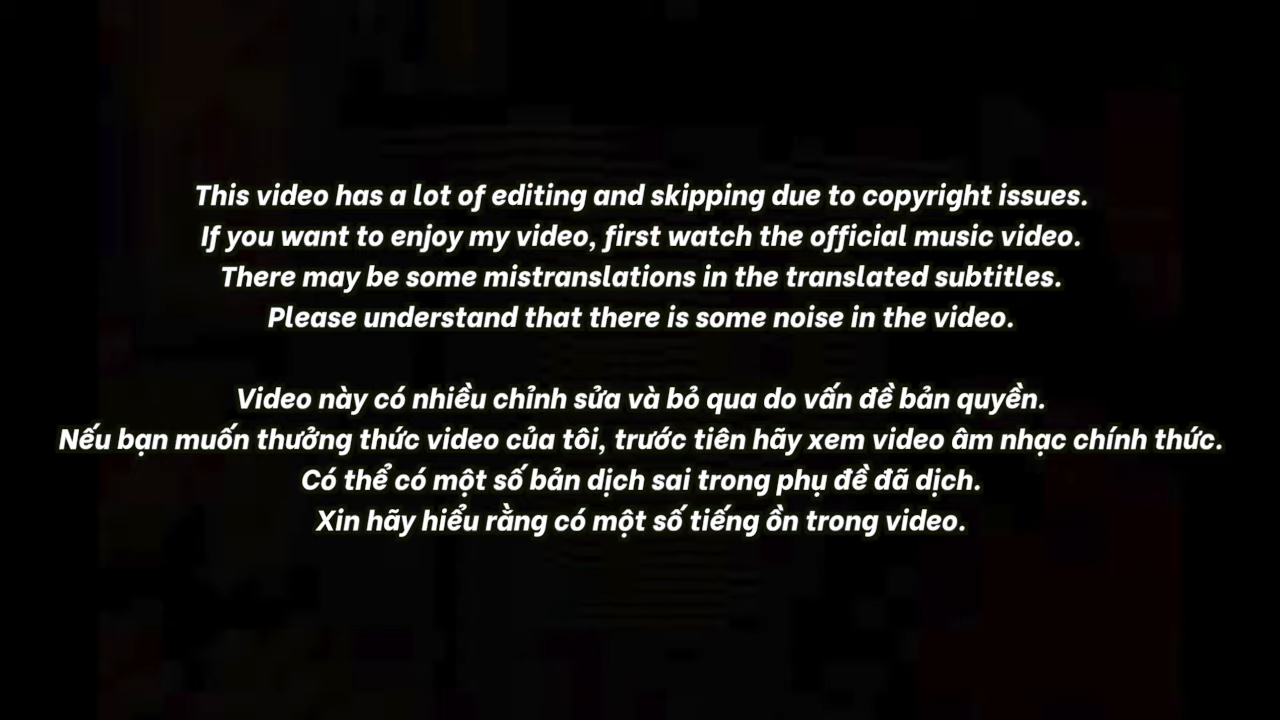 This video has a lot of editing and skipping due to copyright issues.
If you want to enjoy my video, first watch the official music video.
There may be some mistranslations in the translated subtitles.
Please understand that there is some noise in the video.
Video này có nhiều chỉnh sửa và bỏ qua do vấn đề bản quyền.
Nếu bạn muốn thưởng thức video của tôi, trước tiên hãy xem video âm nhạc chính thức.
Có thể có một số bản dịch sai trong phụ đề đã dịch.
Xin hãy hiểu rằng có một số tiếng ồn trong video.